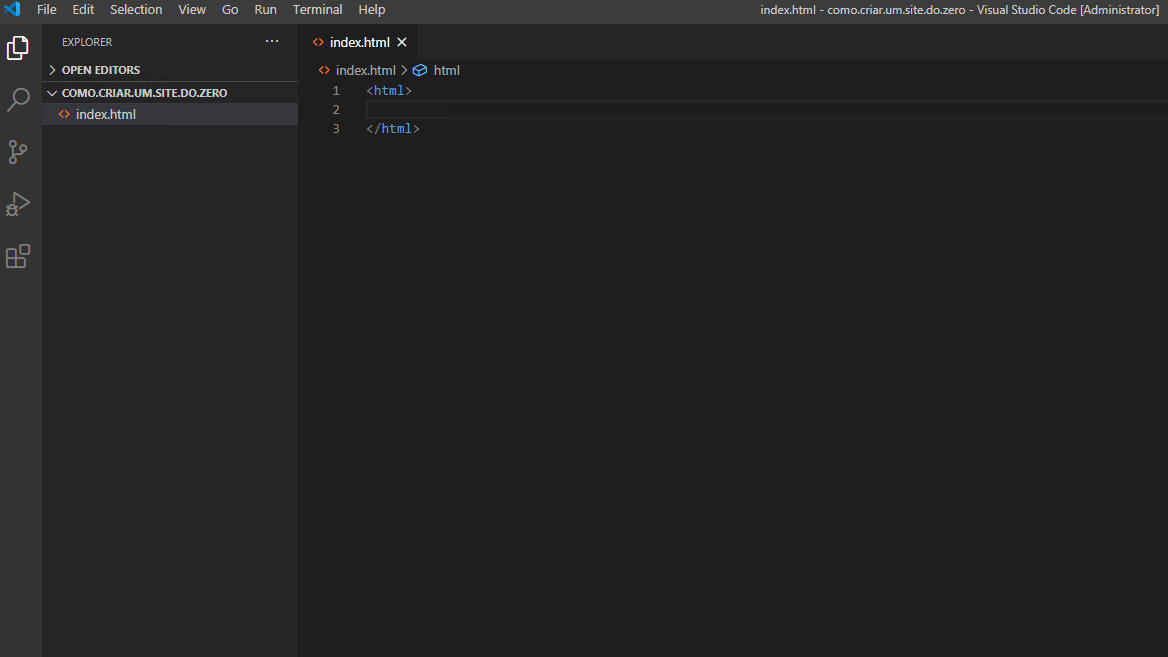 File Edit Selection View Go Run Terminal Help index.html - como.criar.um.site.do.zero - Visual Studio Code [Administrator]
EXPLORER ···
OPEN EDITORS
COMO.CRIAR.UM.SITE.DO.ZERO
<> index.html
<> index.html ×
<> index.html > html
1 <html>
2
3 </html>